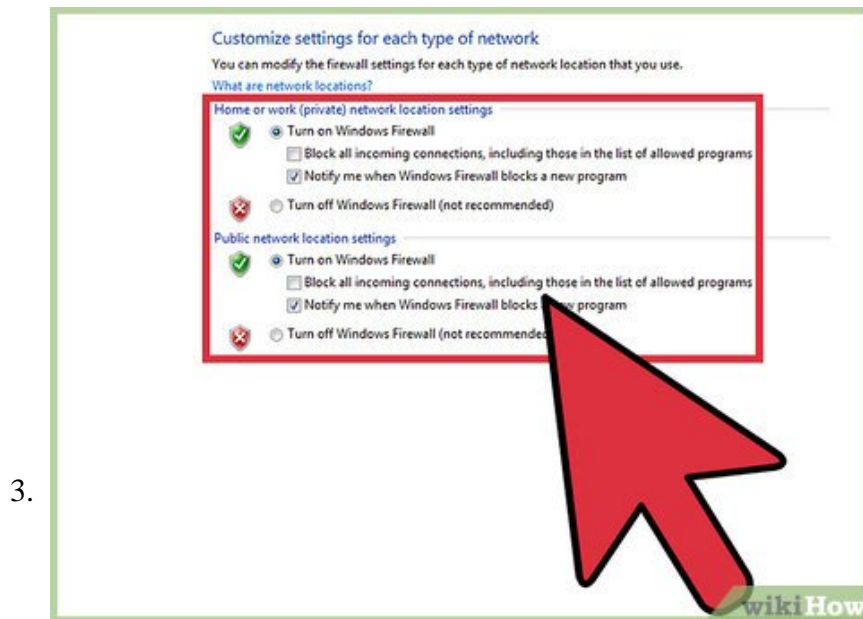 Customize settings for each type of network
You can modify the firewall settings for each type of network location that you use.
What are network locations?
Home or work (private) network location settings
Turn on Windows Firewall
Block all incoming connections, including those in the list of allowed programs
Notify me when Windows Firewall blocks a new program
Turn off Windows Firewall (not recommended)
Public network location settings
Turn on Windows Firewall
Block all incoming connections, including those in the list of allowed programs
Notify me when Windows Firewall blocks new program
Turn off Windows Firewall (not recommended
3.
wikiHow